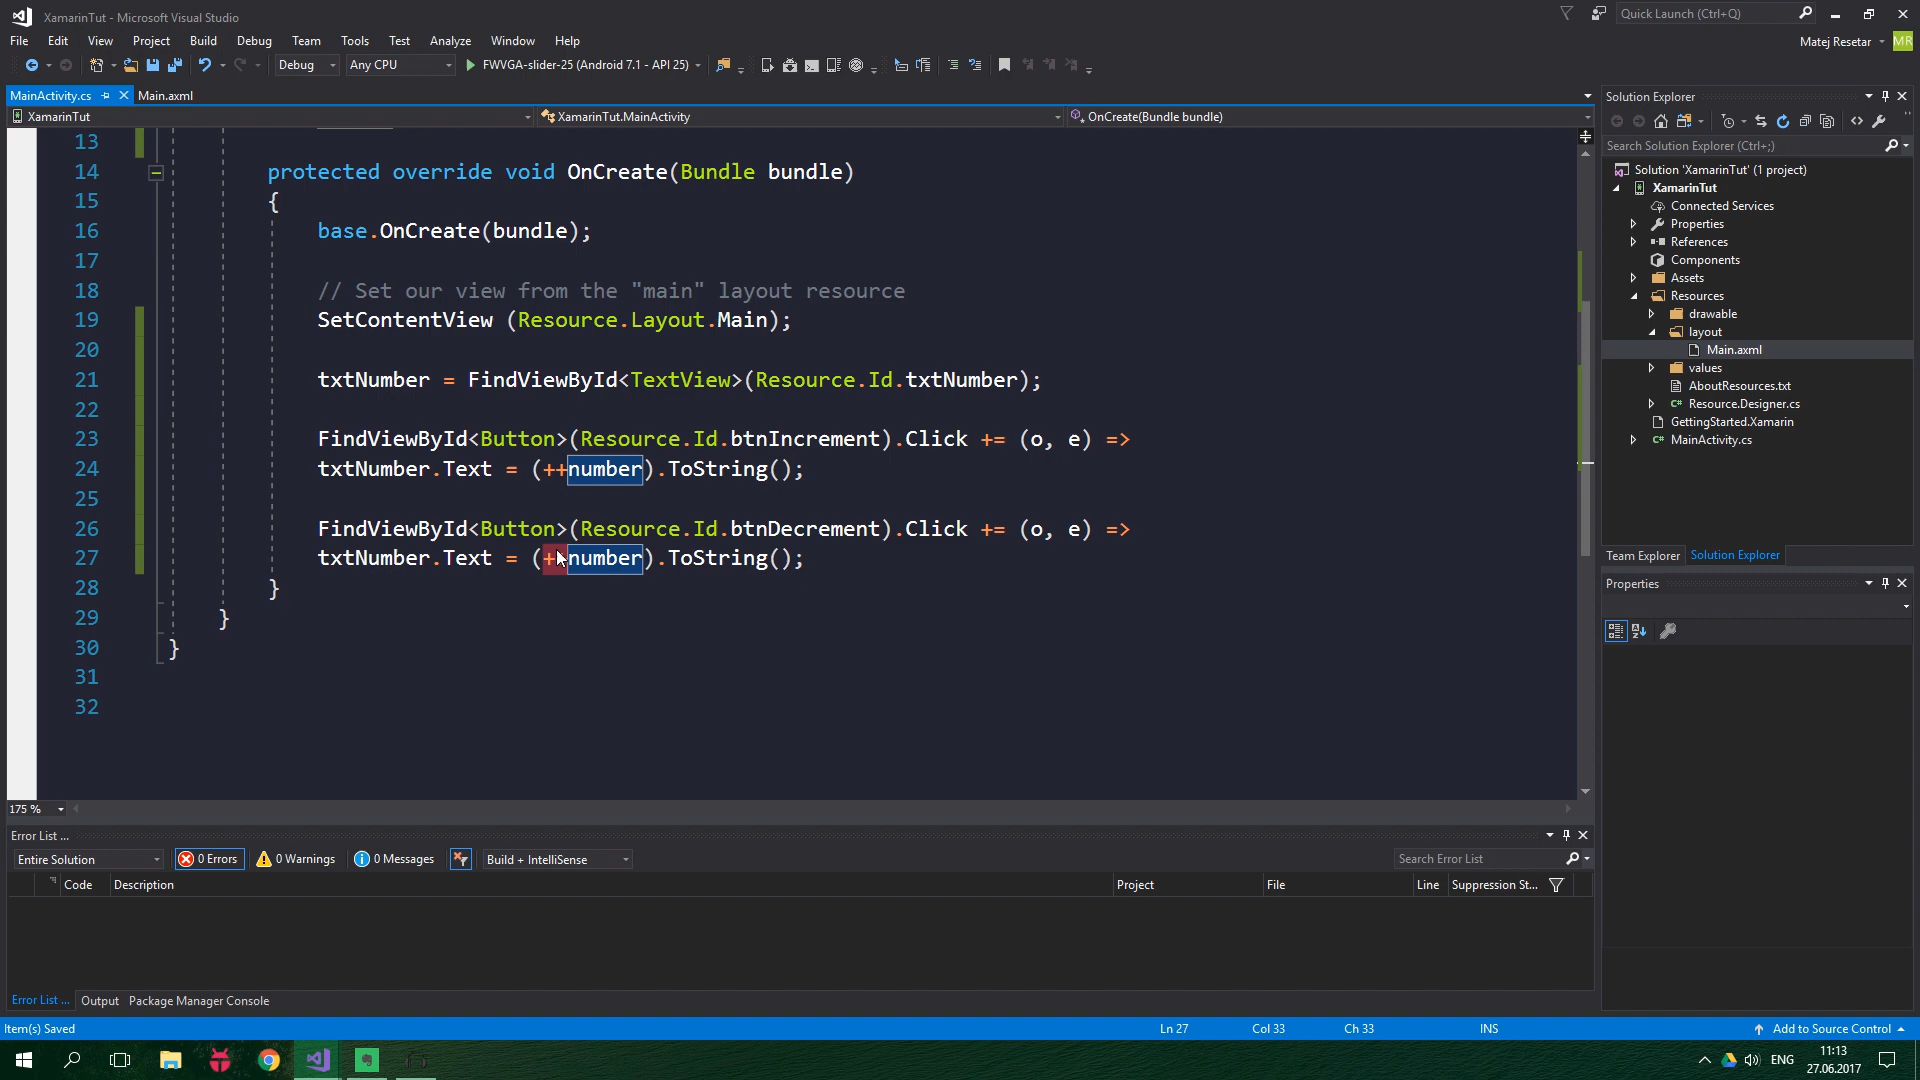 XamarinTut - Microsoft Visual Studio
Quick Launch (Ctrl+Q)
File Edit View Project Build Debug Team Tools Test Analyze Window Help
Matej Resetar MR
Debug Any CPU FWVGA-slider-25 (Android 7.1 - API 25)
MainActivity.cs Main.axml
XamarinTut XamarinTut.MainActivity OnCreate(Bundle bundle)
13
14 protected override void OnCreate(Bundle bundle)
15 {
16 base.OnCreate(bundle);
17
18 // Set our view from the "main" layout resource
19 SetContentView (Resource.Layout.Main);
20
21 txtNumber = FindViewById<TextView>(Resource.Id.txtNumber);
22
23 FindViewById<Button>(Resource.Id.btnIncrement).Click += (o, e) =>
24 txtNumber.Text = (++number).ToString();
25
26 FindViewById<Button>(Resource.Id.btnDecrement).Click += (o, e) =>
27 txtNumber.Text = (++number).ToString();
28 }
29 }
30 }
31
32
175 %
Solution Explorer
Search Solution Explorer (Ctrl+;)
Solution 'XamarinTut' (1 project)
XamarinTut
Connected Services
Properties
References
Components
Assets
Resources
drawable
layout
Main.axml
values
AboutResources.txt
Resource.Designer.cs
GettingStarted.Xamarin
MainActivity.cs
Team Explorer Solution Explorer
Properties
Error List ...
Entire Solution 0 Errors 0 Warnings 0 Messages Build + IntelliSense Search Error List
Code Description Project File Line Suppression St...
Error List ... Output Package Manager Console
Item(s) Saved Ln 27 Col 33 Ch 33 INS Add to Source Control
ENG
11:13
27.06.2017